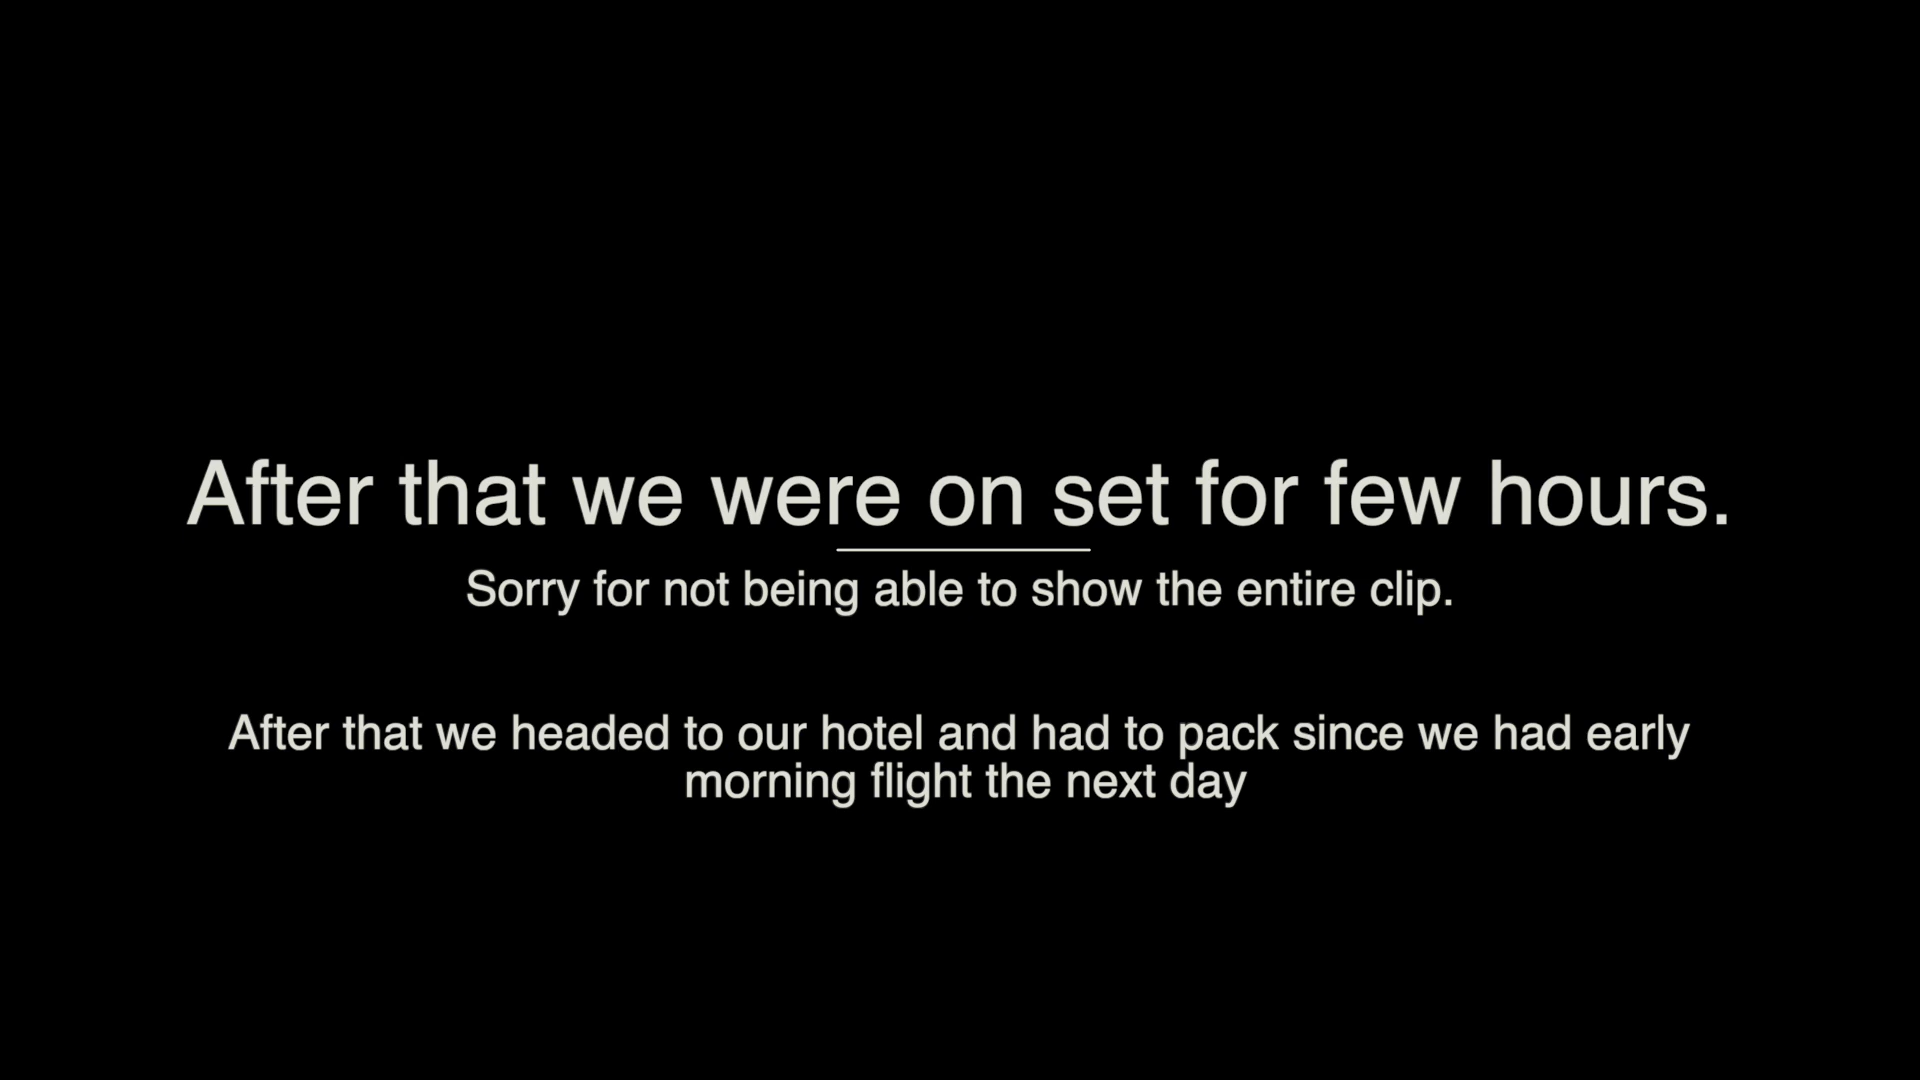 After that we were on set for few hours.
Sorry for not being able to show the entire clip.
After that we headed to our hotel and had to pack since we had early
morning flight the next day